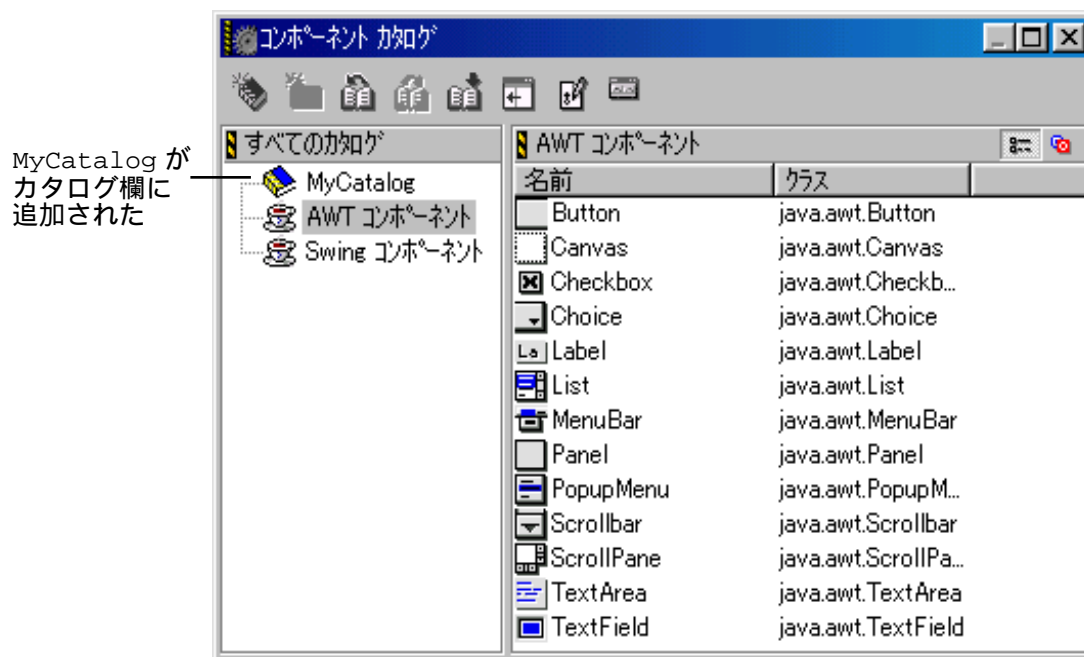 コンポーネント カタログ
MyCatalog が
カタログ欄に
追加された
すべてのカタログ
MyCatalog
AWT コンポーネント
Swing コンポーネント
AWT コンポーネント
名前 クラス
Button java.awt.Button
Canvas java.awt.Canvas
Checkbox java.awt.Checkb...
Choice java.awt.Choice
Label java.awt.Label
List java.awt.List
MenuBar java.awt.MenuBar
Panel java.awt.Panel
PopupMenu java.awt.PopupM...
Scrollbar java.awt.Scrollbar
ScrollPane java.awt.ScrollPa...
TextArea java.awt.TextArea
TextField java.awt.TextField